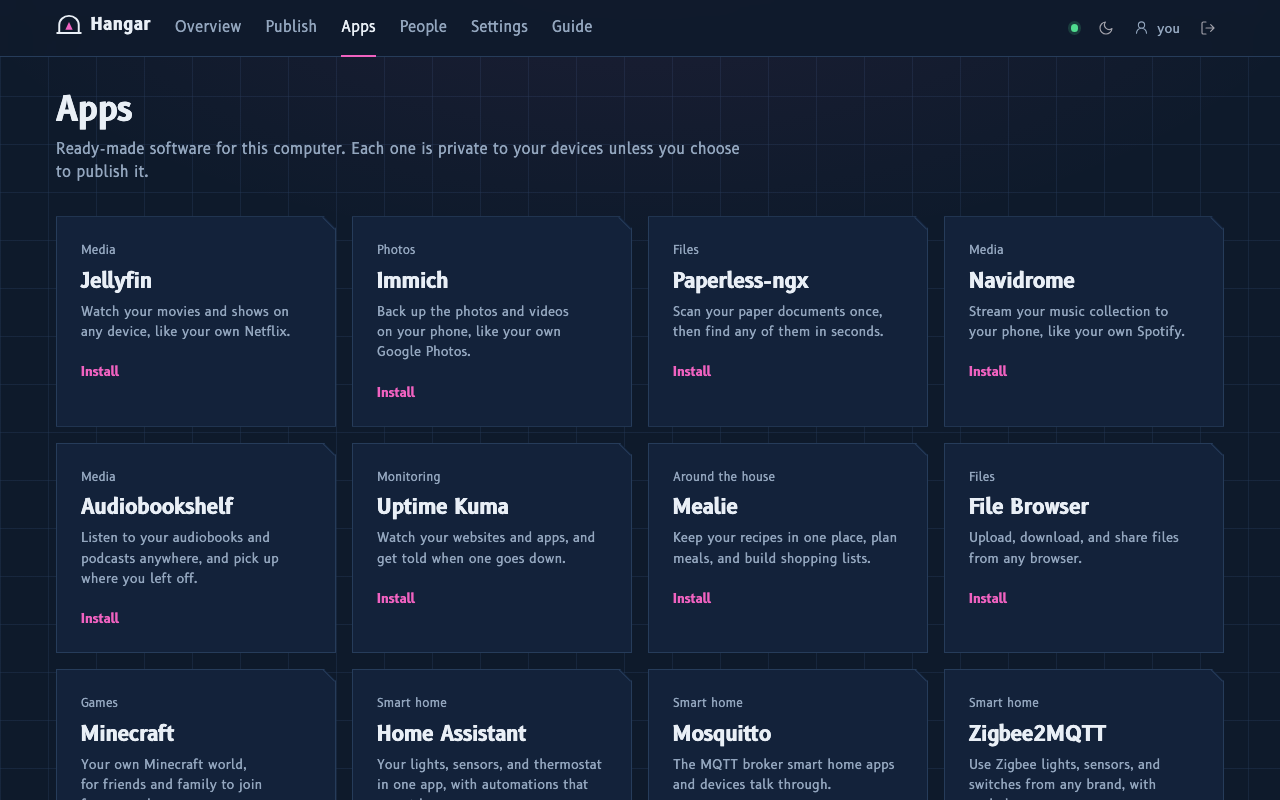 Hangar
Overview
Publish
Apps
People
Settings
Guide
you
Apps
Ready-made software for this computer. Each one is private to your devices unless you choose
to publish it.
Media
Jellyfin
Watch your movies and shows on
any device, like your own Netflix.
Install
Photos
Immich
Back up the photos and videos
on your phone, like your own
Google Photos.
Install
Files
Paperless-ngx
Scan your paper documents once,
then find any of them in seconds.
Install
Media
Navidrome
Stream your music collection to
your phone, like your own Spotify.
Install
Media
Audiobookshelf
Listen to your audiobooks and
podcasts anywhere, and pick up
where you left off.
Install
Monitoring
Uptime Kuma
Watch your websites and apps, and
get told when one goes down.
Install
Around the house
Mealie
Keep your recipes in one place, plan
meals, and build shopping lists.
Install
Files
File Browser
Upload, download, and share files
from any browser.
Install
Games
Minecraft
Your own Minecraft world,
for friends and family to join
Smart home
Home Assistant
Your lights, sensors, and thermostat
in one app, with automations that
Smart home
Mosquitto
The MQTT broker smart home apps
and devices talk through.
Smart home
Zigbee2MQTT
Use Zigbee lights, sensors, and
switches from any brand, with